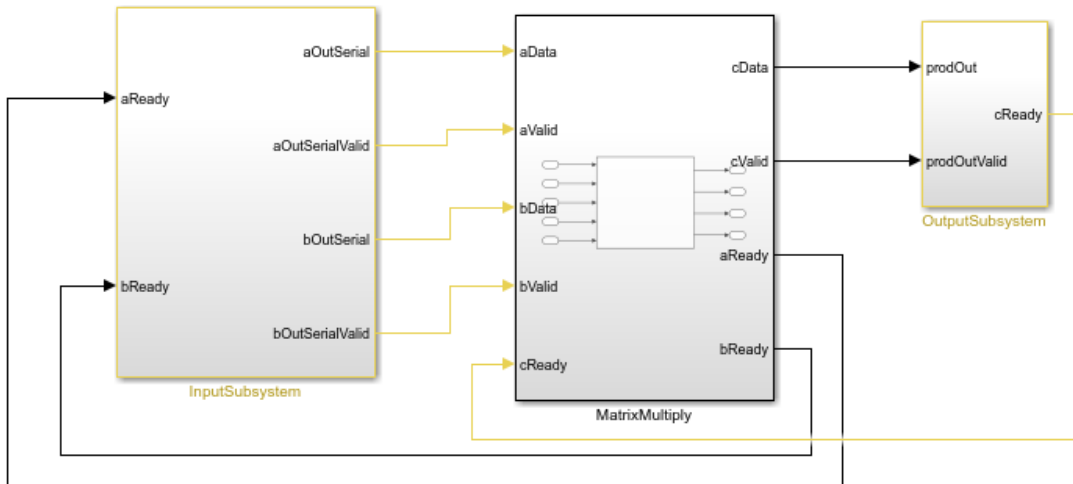 aOutSerial
aReady
aOutSerialValid
bOutSerial
bReady
bOutSerialValid
InputSubsystem
aData
cData
aValid
cValid
bData
aReady
bValid
bReady
cReady
MatrixMultiply
prodOut
cReady
prodOutValid
OutputSubsystem